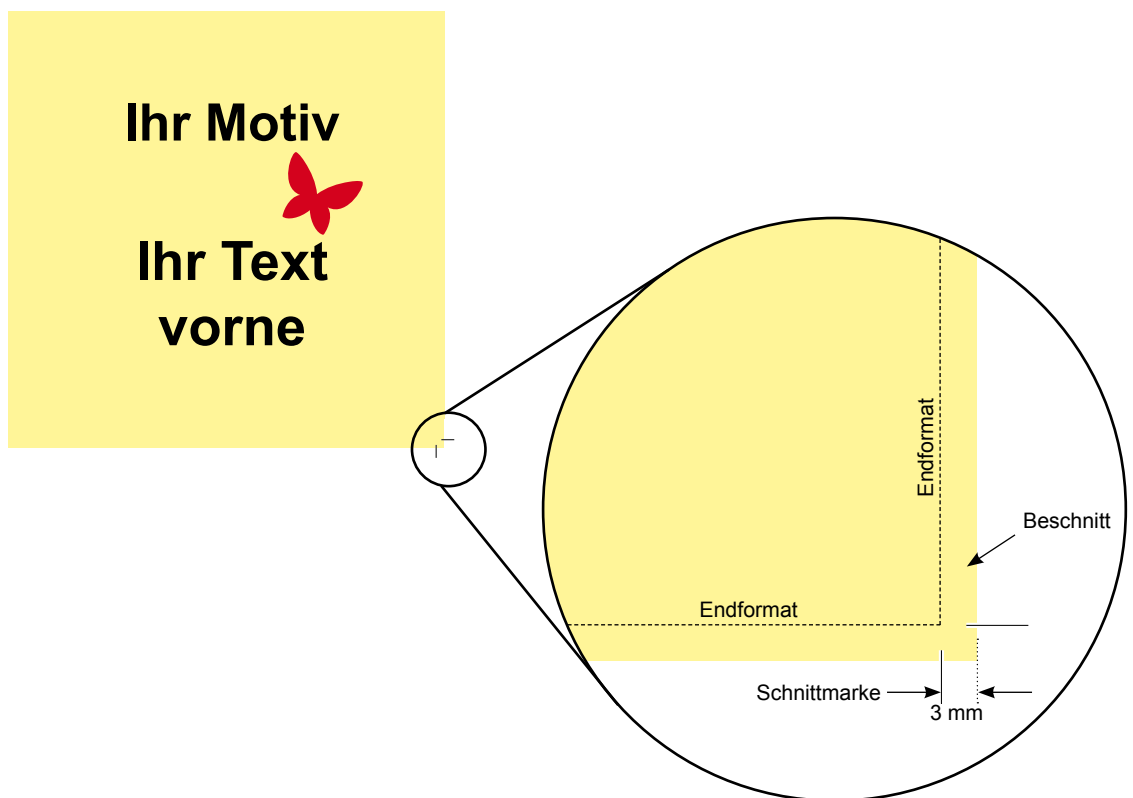 Ihr Motiv
Ihr Text
vorne
Endformat
Beschnitt
Endformat
Schnittmarke
3 mm